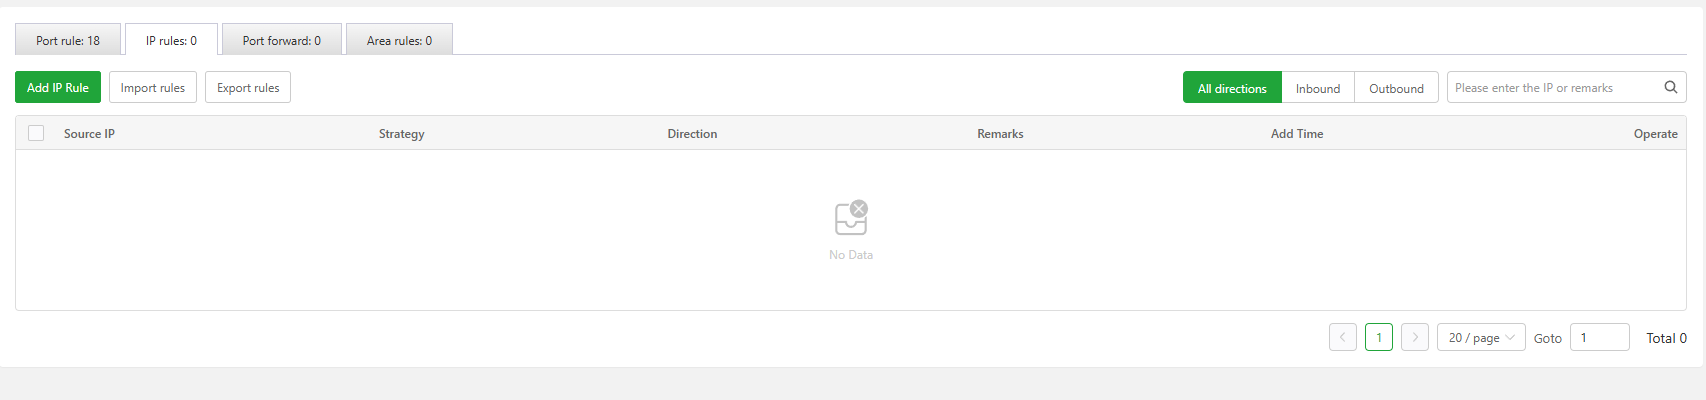 Port rule: 18 IP rules: 0 Port forward: 0 Area rules: 0
Add IP Rule Import rules Export rules All directions Inbound Outbound Please enter the IP or remarks
Source IP Strategy Direction Remarks Add Time Operate
No Data
1 20 / page Goto 1 Total 0